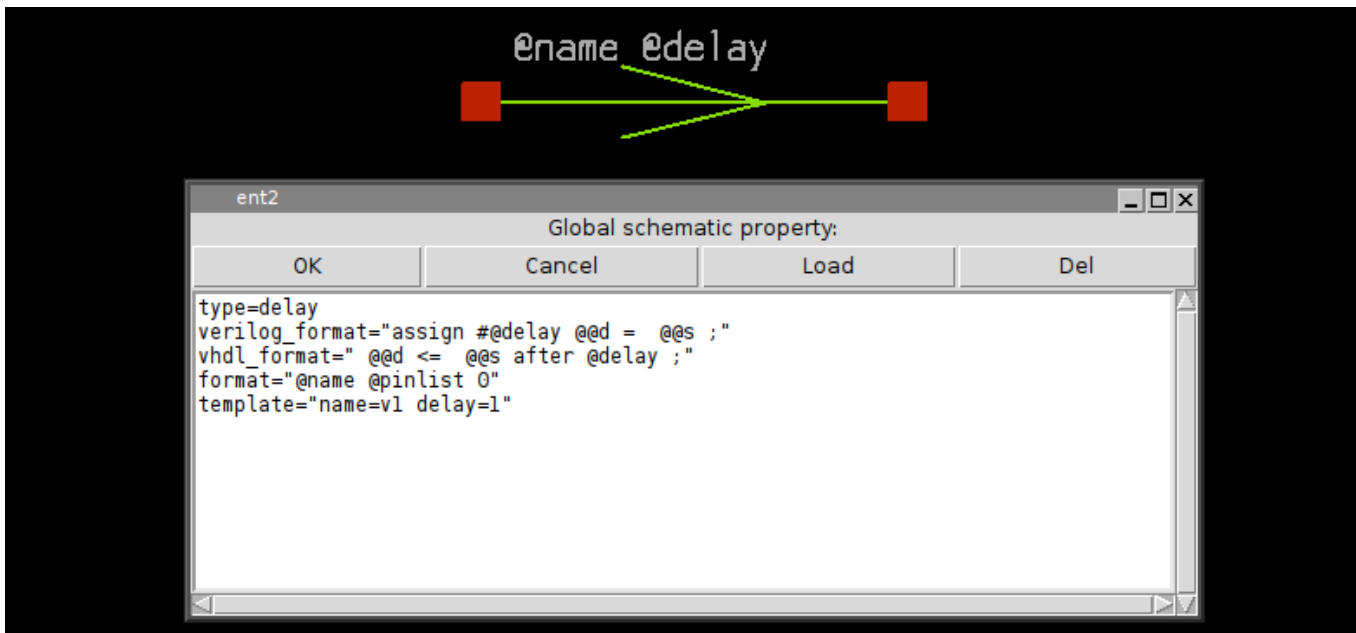 @name @delay
ent2
Global schematic property:
OK Cancel Load Del
type=delay
verilog_format="assign #@delay @@d =  @@s ;"
vhdl_format=" @@d <=  @@s after @delay ;"
format="@name @pinlist 0"
template="name=v1 delay=1"